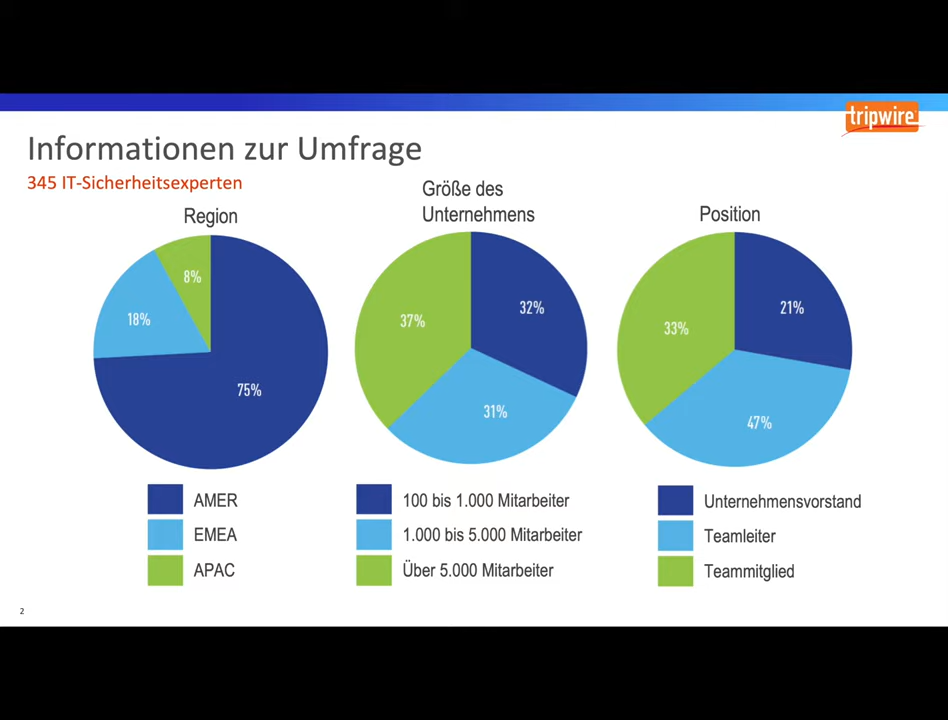 tripwire
Informationen zur Umfrage
345 IT-Sicherheitsexperten
Region
8%
18%
75%
AMER
EMEA
APAC
Größe des
Unternehmens
37%
32%
31%
100 bis 1.000 Mitarbeiter
1.000 bis 5.000 Mitarbeiter
Über 5.000 Mitarbeiter
Position
21%
33%
47%
Unternehmensvorstand
Teamleiter
Teammitglied
2